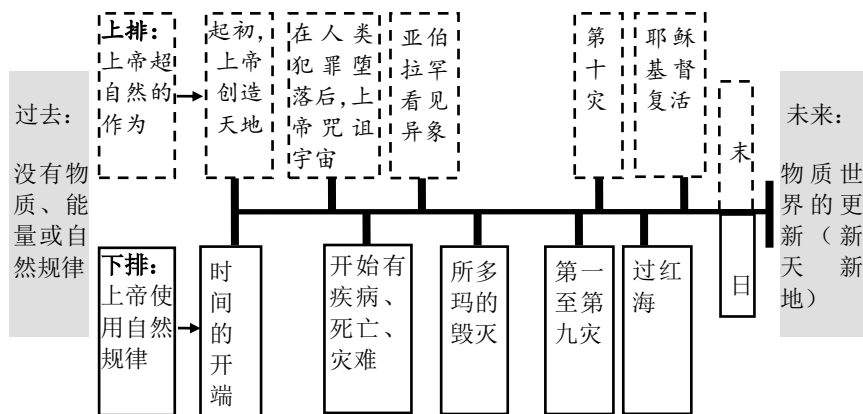 过去：
没有物
质、能
量或自
然规律
上排：
上帝超
自然的
作为
起初，
上帝
创造
天地
在人类
犯罪堕
落后，上
帝咒诅
宇宙
亚伯
拉罕
看见
异象
第
十
灾
耶稣
基督
复活
末
日
下排：
上帝使
用自然
规律
时
间
的
开
端
开始有
疾病、
死亡、
灾难
所多
玛的
毁灭
第一
至第
九灾
过红
海
未来：
物质世
界的更
新（新
天新
地）